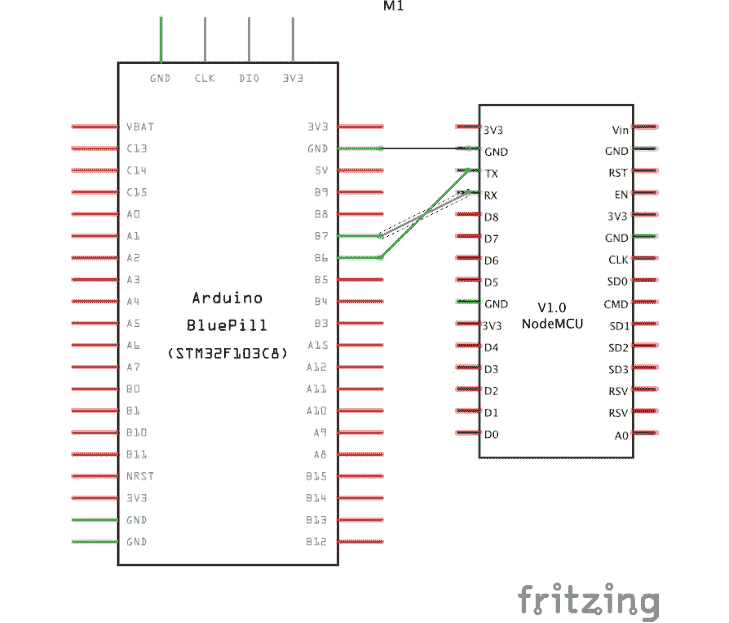 M1
GND CLK DIO 3V3
VBAT
C13
C14
C15
A0
A1
A2
A3
A4
A5
A6
A7
B0
B1
B10
B11
NRST
3V3
GND
GND
Arduino
BluePill
(STM32F103C8)
3V3
GND
5V
B9
B8
B7
B6
B5
B4
B3
A15
A12
A11
A10
A9
A8
B15
B14
B13
B12
3V3
GND
TX
RX
D8
D7
D6
D5
GND
3V3
D4
D3
D2
D1
D0
V1.0
NodeMCU
Vin
GND
RST
EN
3V3
GND
CLK
SD0
CMD
SD1
SD2
SD3
RSV
RSV
A0
fritzing